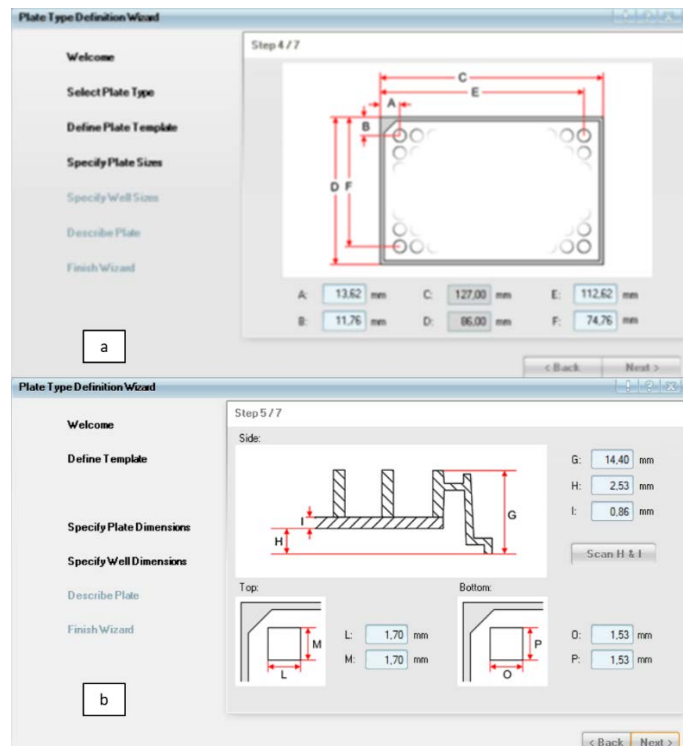 Plate Type Definition Wizard
Step 4 / 7
Welcome
Select Plate Type
Define Plate Template
Specify Plate Sizes
Specify Well Sizes
Describe Plate
Finish Wizard
C
E
A
B
D F
A: 13,62 mm C: 127,00 mm E: 112,62 mm
B: 11,76 mm D: 86,00 mm F: 74,76 mm
a
< Back Next >
Plate Type Definition Wizard
Step 5 / 7
Welcome
Define Template
Specify Plate Dimensions
Specify Well Dimensions
Describe Plate
Finish Wizard
Side:
I
H
G
G: 14,40 mm
H: 2,53 mm
I: 0,86 mm
Scan H & I
Top:
M
L
L: 1,70 mm
M: 1,70 mm
Bottom:
P
O
O: 1,53 mm
P: 1,53 mm
b
< Back Next >